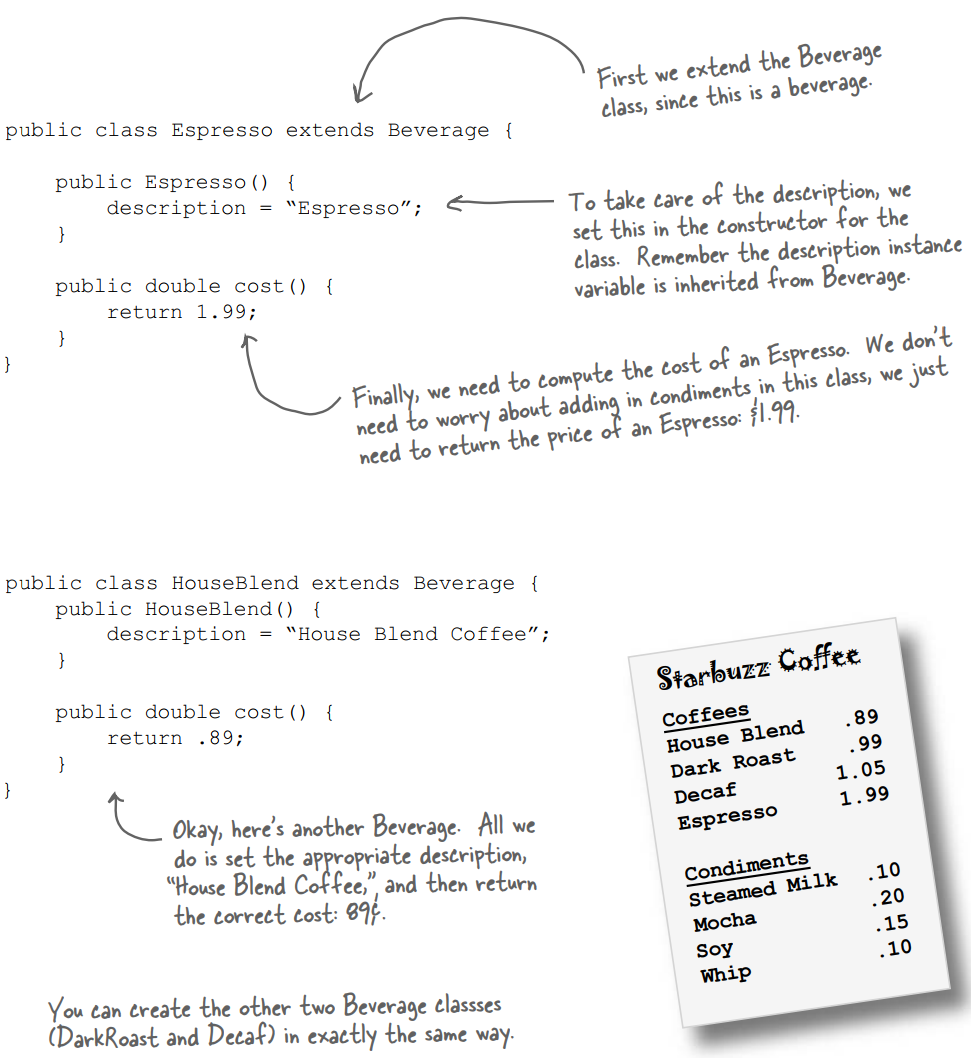 First we extend the Beverage
class, since this is a beverage.
public class Espresso extends Beverage {
public Espresso() {
description = “Espresso”;
}
To take care of the description, we
set this in the constructor for the
class. Remember the description instance
variable is inherited from Beverage.
public double cost() {
return 1.99;
}
}
Finally, we need to compute the cost of an Espresso. We don't
need to worry about adding in condiments in this class, we just
need to return the price of an Espresso: $1.99.
public class HouseBlend extends Beverage {
public HouseBlend() {
description = “House Blend Coffee”;
}
public double cost() {
return .89;
}
}
Okay, here's another Beverage. All we
do is set the appropriate description,
“House Blend Coffee,” and then return
the correct cost: 89¢.
You can create the other two Beverage classses
(DarkRoast and Decaf) in exactly the same way.
Starbuzz Coffee
Coffees
House Blend .89
Dark Roast .99
Decaf 1.05
Espresso 1.99
Condiments
Steamed Milk .10
Mocha .20
Soy .15
Whip .10